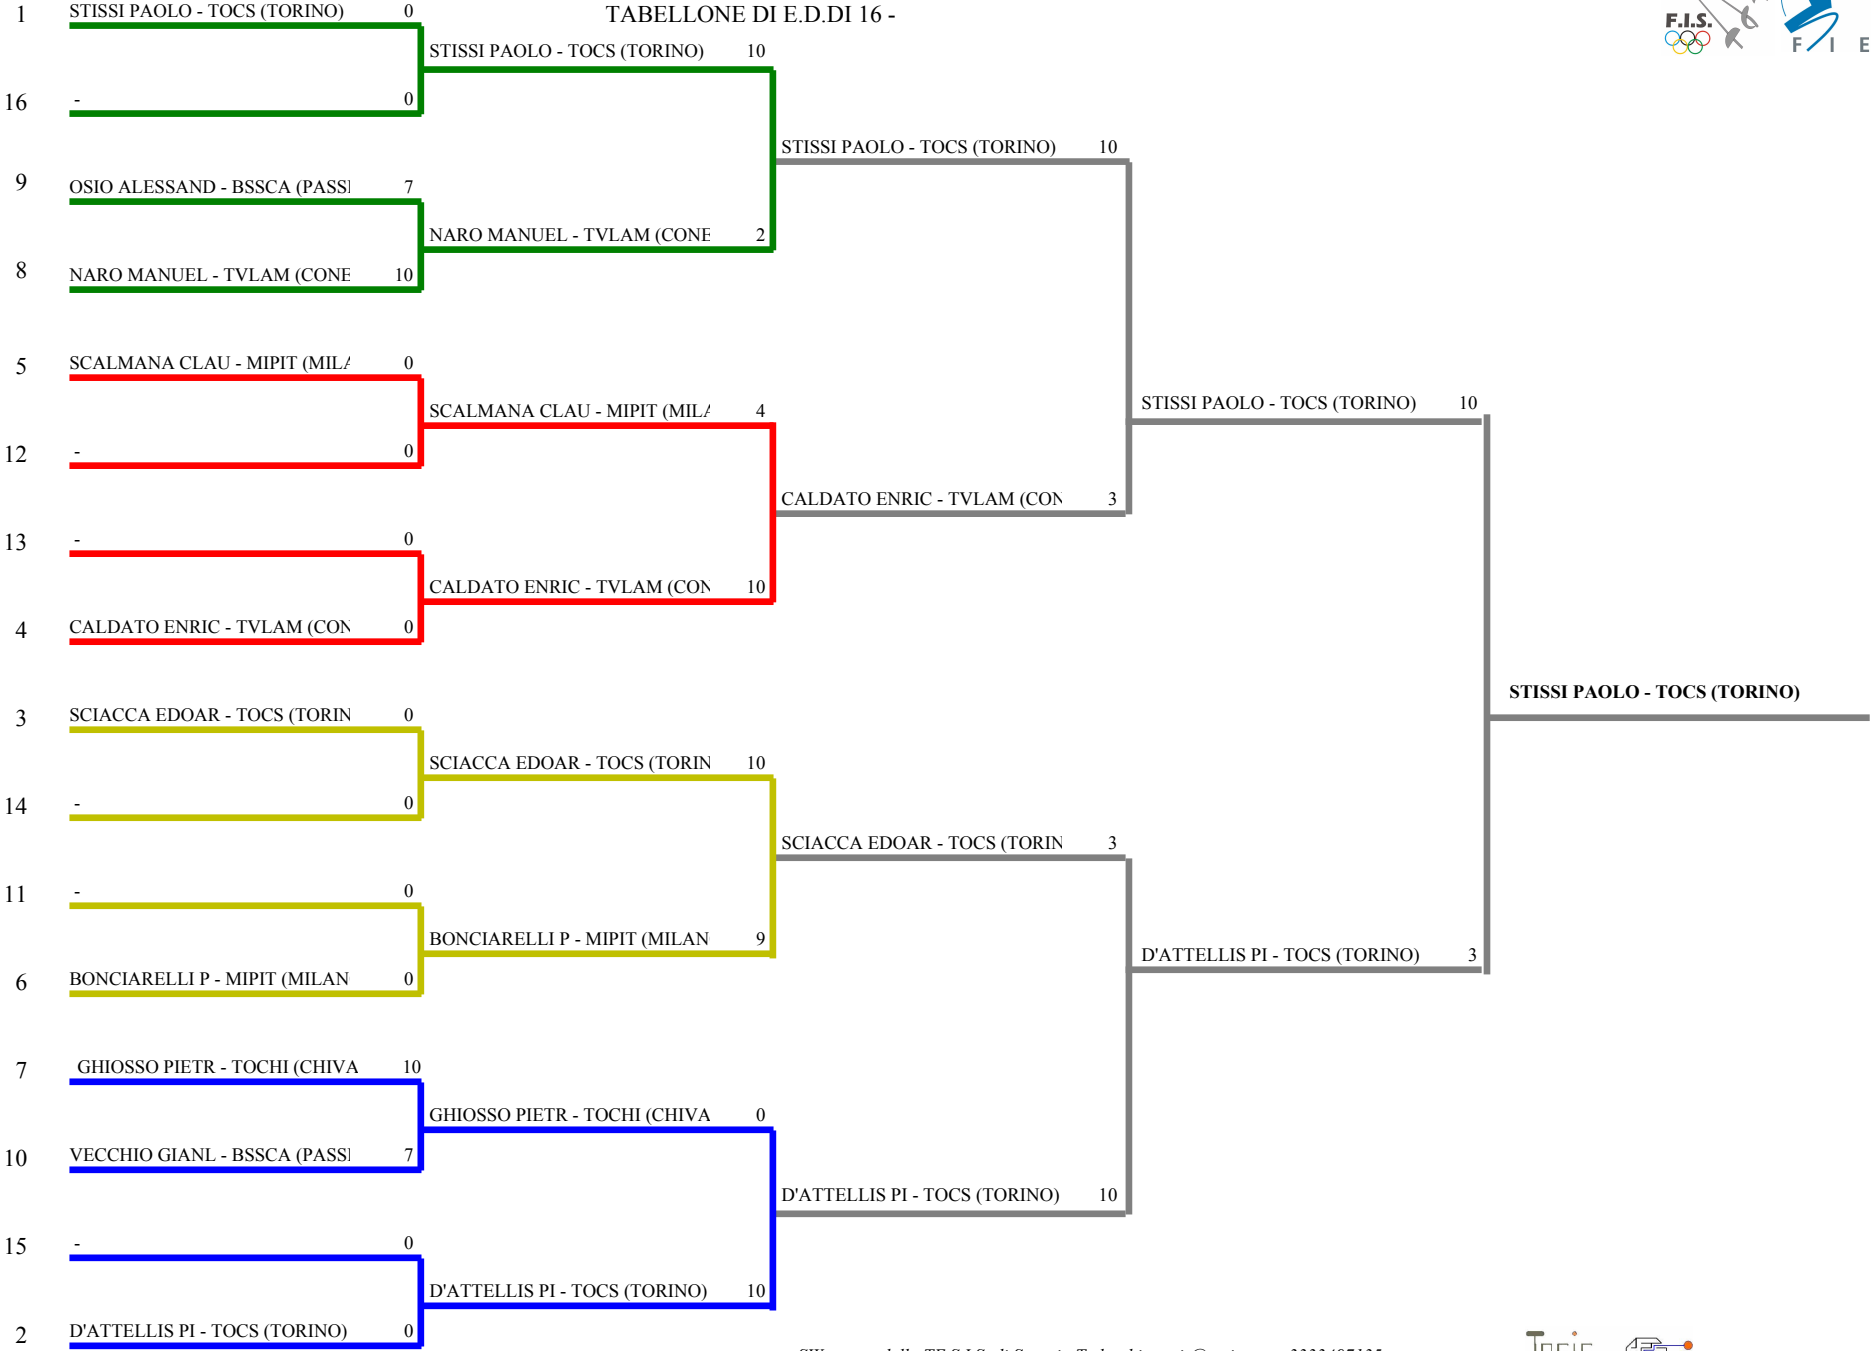 TABELLONE DI E.D.DI 16 -
F.I.S.
F I E
1 STISSI PAOLO - TOCS (TORINO) 0
STISSI PAOLO - TOCS (TORINO) 10
16 - 0
STISSI PAOLO - TOCS (TORINO) 10
9 OSIO ALESSAND - BSSCA (PASSI 7
NARO MANUEL - TVLAM (CONE 2
8 NARO MANUEL - TVLAM (CONE 10
5 SCALMANA CLAU - MIPIT (MILA 0
SCALMANA CLAU - MIPIT (MILA 4
STISSI PAOLO - TOCS (TORINO) 10
12 - 0
CALDATO ENRIC - TVLAM (CON 3
13 - 0
CALDATO ENRIC - TVLAM (CON 10
4 CALDATO ENRIC - TVLAM (CON 0
STISSI PAOLO - TOCS (TORINO)
3 SCIACCA EDOAR - TOCS (TORIN 0
SCIACCA EDOAR - TOCS (TORIN 10
14 - 0
SCIACCA EDOAR - TOCS (TORIN 3
11 - 0
BONCIARELLI P - MIPIT (MILAN 9
D'ATTELLIS PI - TOCS (TORINO) 3
6 BONCIARELLI P - MIPIT (MILAN 0
7 GHIOSSO PIETR - TOCHI (CHIVA 10
GHIOSSO PIETR - TOCHI (CHIVA 0
10 VECCHIO GIANL - BSSCA (PASSI 7
D'ATTELLIS PI - TOCS (TORINO) 10
15 - 0
D'ATTELLIS PI - TOCS (TORINO) 10
2 D'ATTELLIS PI - TOCS (TORINO) 0